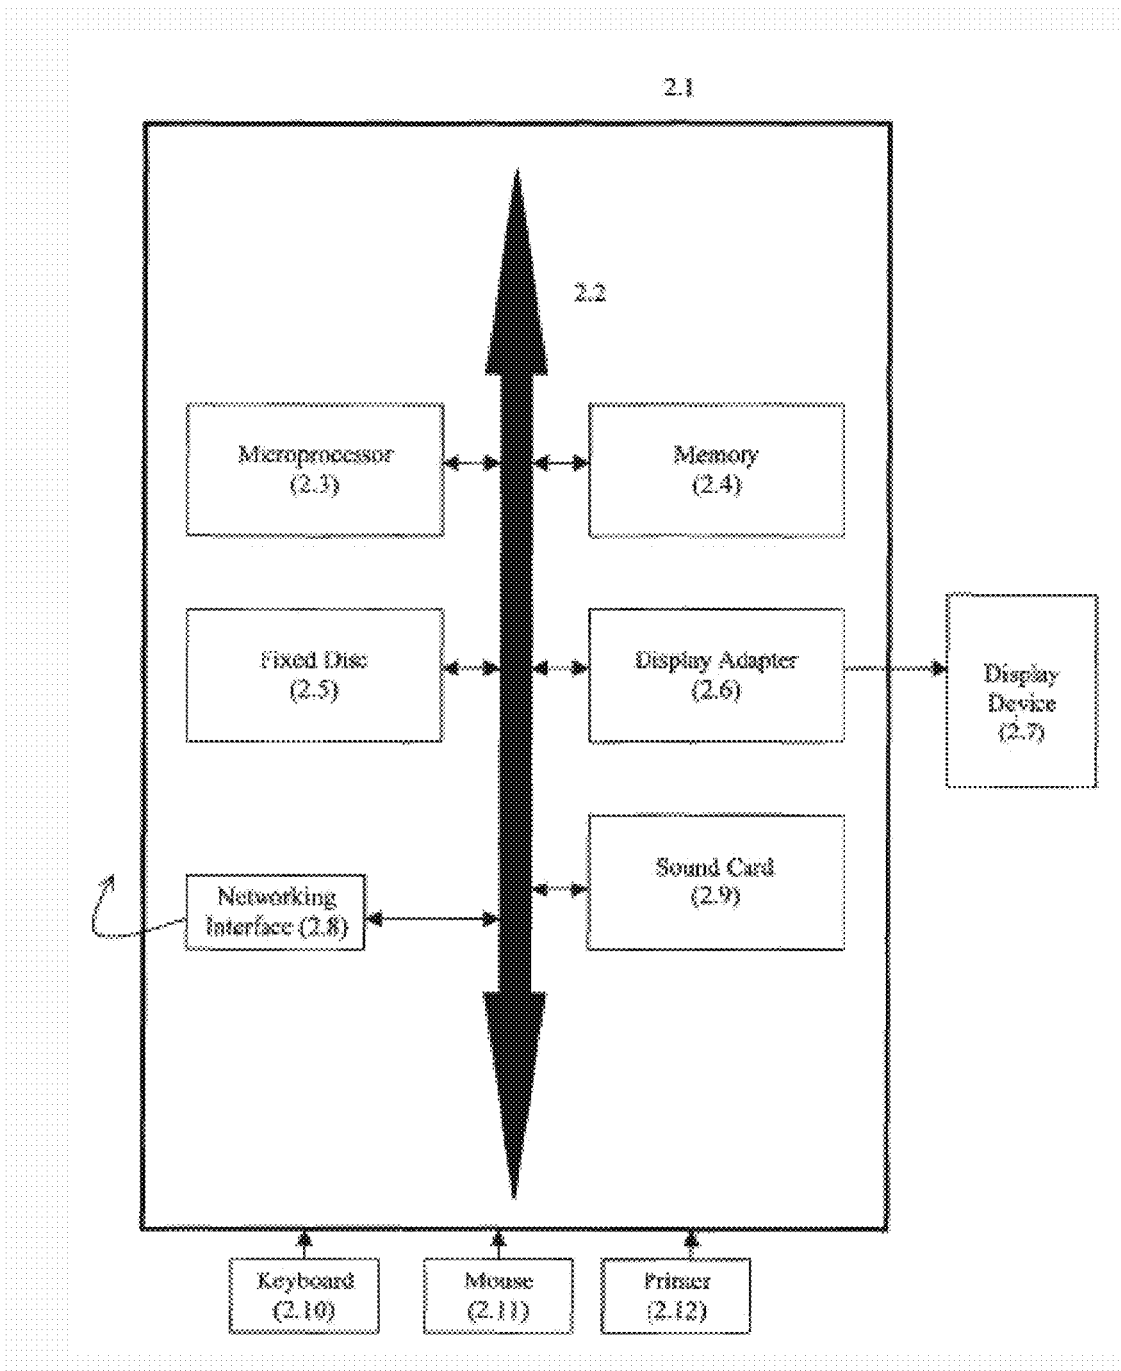 2.1
2.2
Microprocessor
(2.3)
Memory
(2.4)
Fixed Disc
(2.5)
Display Adapter
(2.6)
Display
Device
(2.7)
Networking
Interface (2.8)
Sound Card
(2.9)
Keyboard
(2.10)
Mouse
(2.11)
Printer
(2.12)